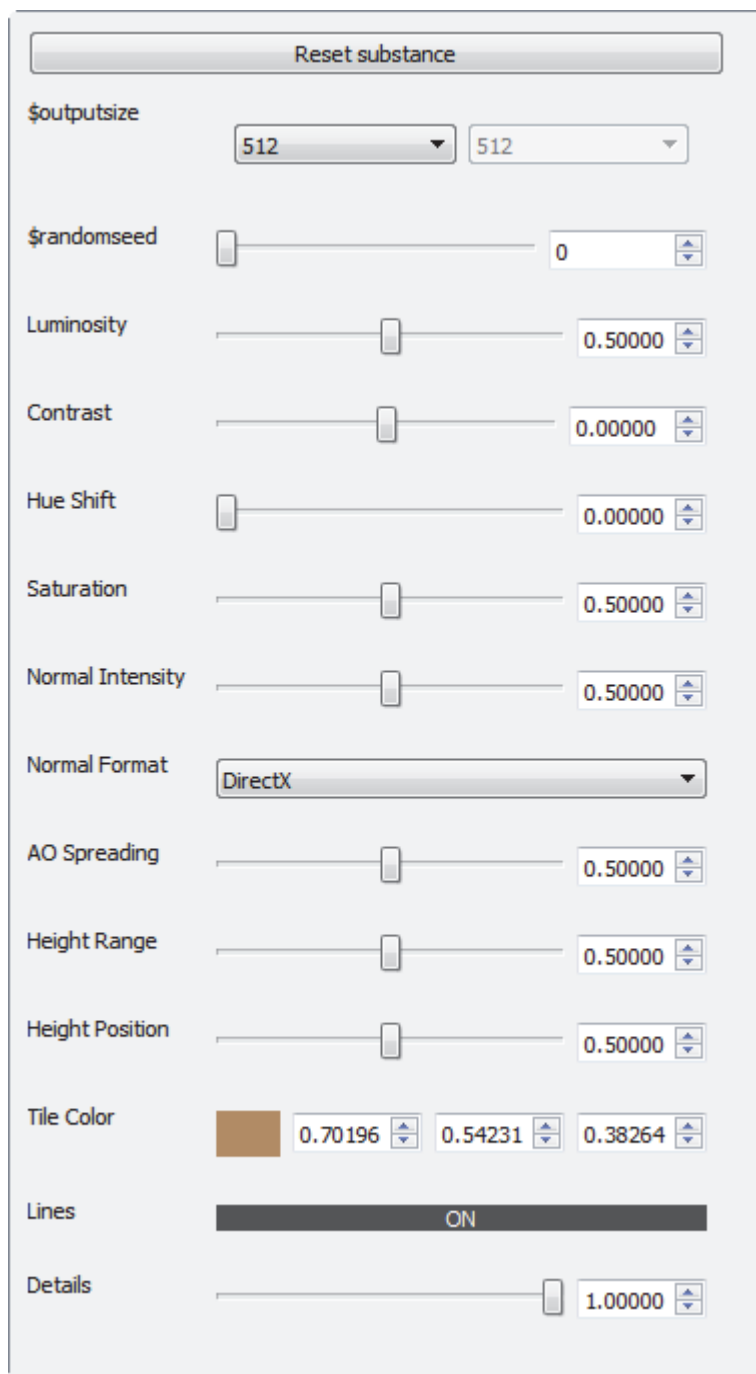 Reset substance
$outputsize
512 512
$randomseed 0
Luminosity 0.50000
Contrast 0.00000
Hue Shift 0.00000
Saturation 0.50000
Normal Intensity 0.50000
Normal Format DirectX
AO Spreading 0.50000
Height Range 0.50000
Height Position 0.50000
Tile Color 0.70196 0.54231 0.38264
Lines ON
Details 1.00000